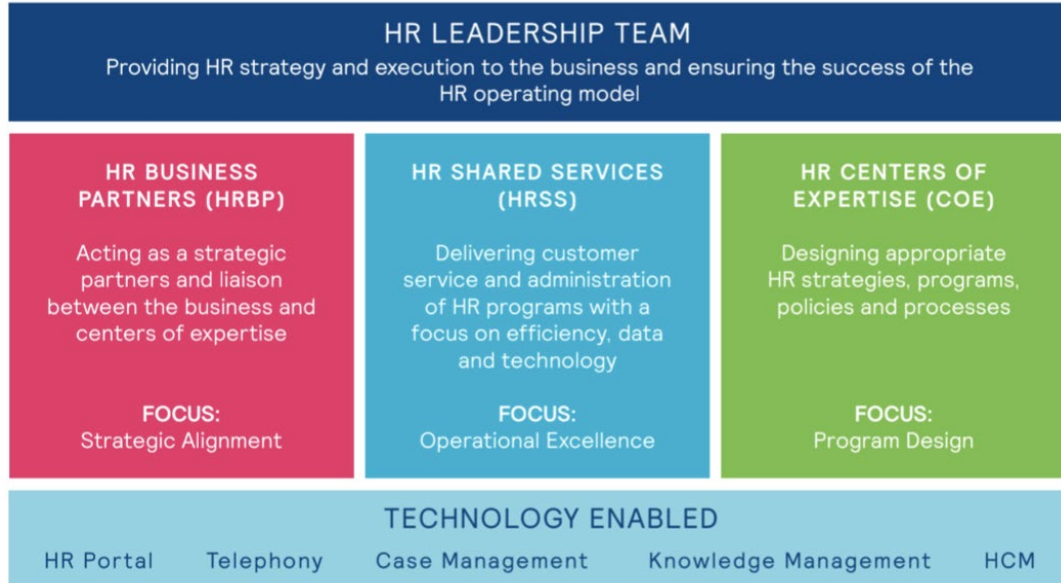 HR LEADERSHIP TEAM
Providing HR strategy and execution to the business and ensuring the success of the
HR operating model
HR BUSINESS
PARTNERS (HRBP)
Acting as a strategic
partners and liaison
between the business and
centers of expertise
FOCUS:
Strategic Alignment
HR SHARED SERVICES
(HRSS)
Delivering customer
service and administration
of HR programs with a
focus on efficiency, data
and technology
FOCUS:
Operational Excellence
HR CENTERS OF
EXPERTISE (COE)
Designing appropriate
HR strategies, programs,
policies and processes
FOCUS:
Program Design
TECHNOLOGY ENABLED
HR Portal Telephony Case Management Knowledge Management HCM